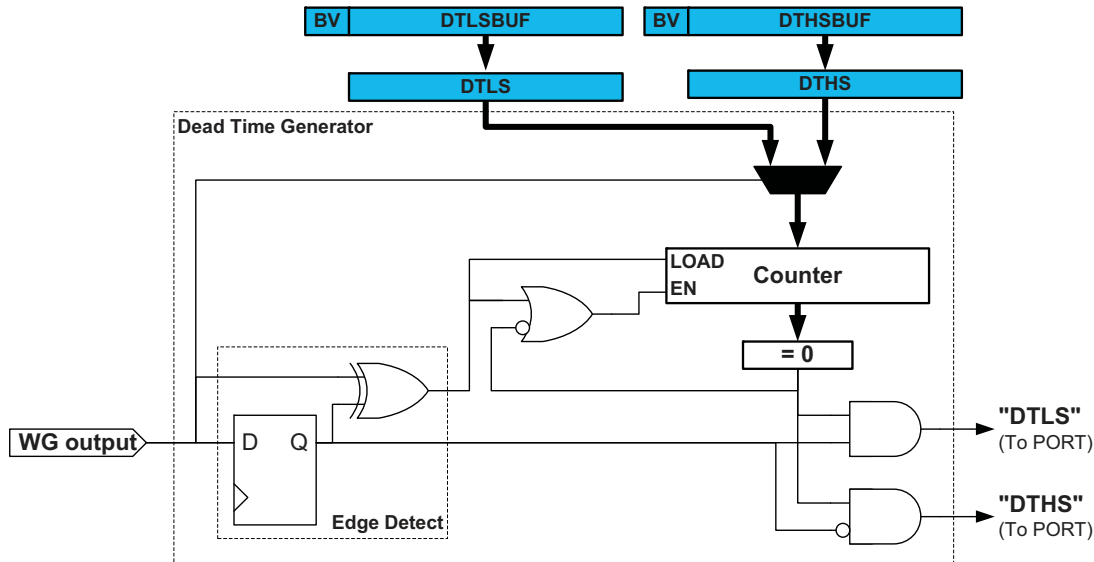 BV DTLSBUF BV DTHSBUF
DTLS DTHS
Dead Time Generator
LOAD
Counter
EN
= 0
WG output
D Q
Edge Detect
"DTLS"
(To PORT)
"DTHS"
(To PORT)